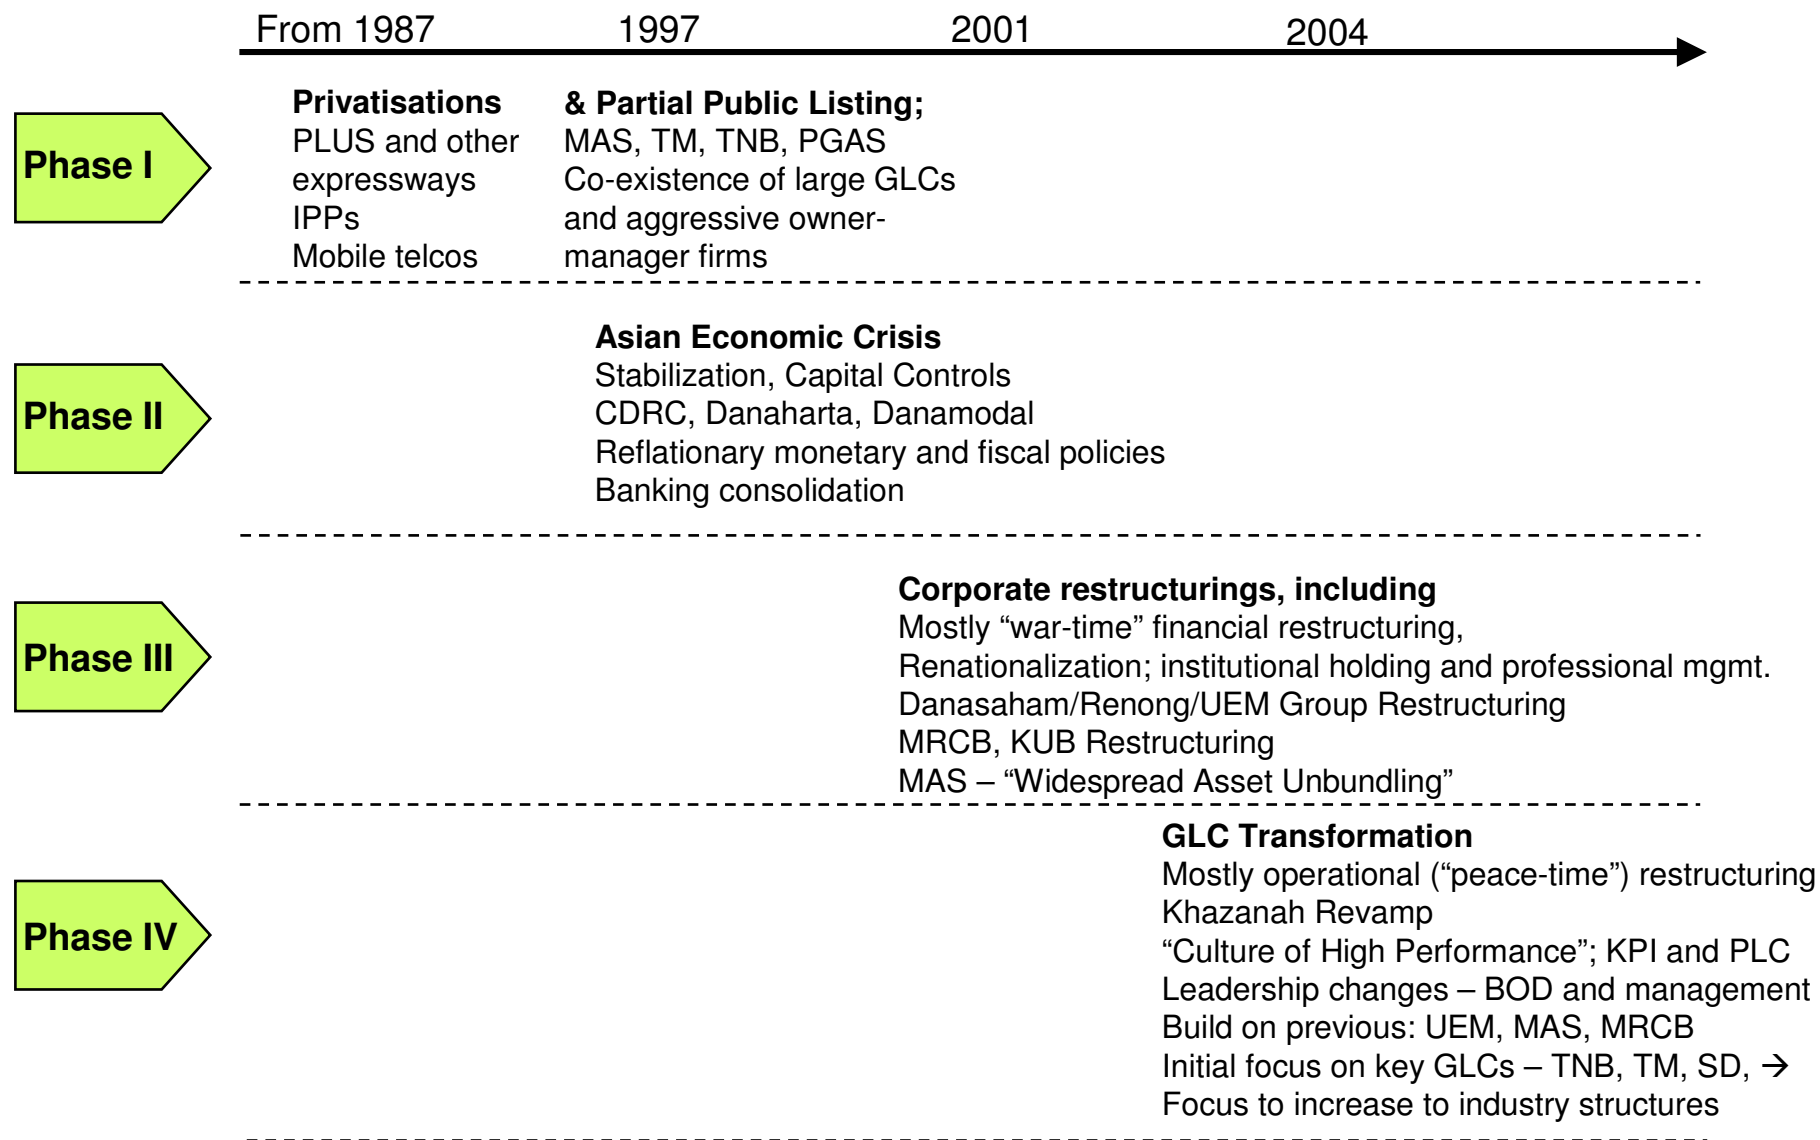 From 1987 1997 2001 2004
Phase I
Privatisations
PLUS and other
expressways
IPPs
Mobile telcos
& Partial Public Listing;
MAS, TM, TNB, PGAS
Co-existence of large GLCs
and aggressive owner-
manager firms
Phase II
Asian Economic Crisis
Stabilization, Capital Controls
CDRC, Danaharta, Danamodal
Reflationary monetary and fiscal policies
Banking consolidation
Phase III
Corporate restructurings, including
Mostly “war-time” financial restructuring,
Renationalization; institutional holding and professional mgmt.
Danasaham/Renong/UEM Group Restructuring
MRCB, KUB Restructuring
MAS – “Widespread Asset Unbundling”
Phase IV
GLC Transformation
Mostly operational (“peace-time”) restructuring
Khazanah Revamp
“Culture of High Performance”; KPI and PLC
Leadership changes – BOD and management
Build on previous: UEM, MAS, MRCB
Initial focus on key GLCs – TNB, TM, SD, →
Focus to increase to industry structures